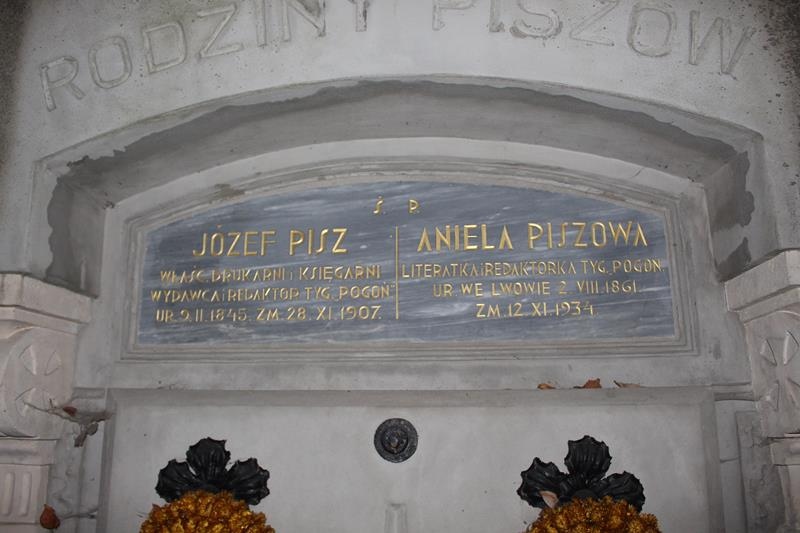 RODZINY PISZÓW
Ś. P.
JÓZEF PISZ
WŁAŚC. DRUKARNI i KSIĘGARNI
WYDAWCA i REDAKTOR TYG. „POGOŃ”
UR. 9. II. 1845. ZM. 28. XI. 1907.
ANIELA PISZOWA
LITERATKA i REDAKTORKA TYG. POGOŃ.
UR. WE LWOWIE 2. VIII. 1861.
ZM. 12. XI. 1934.